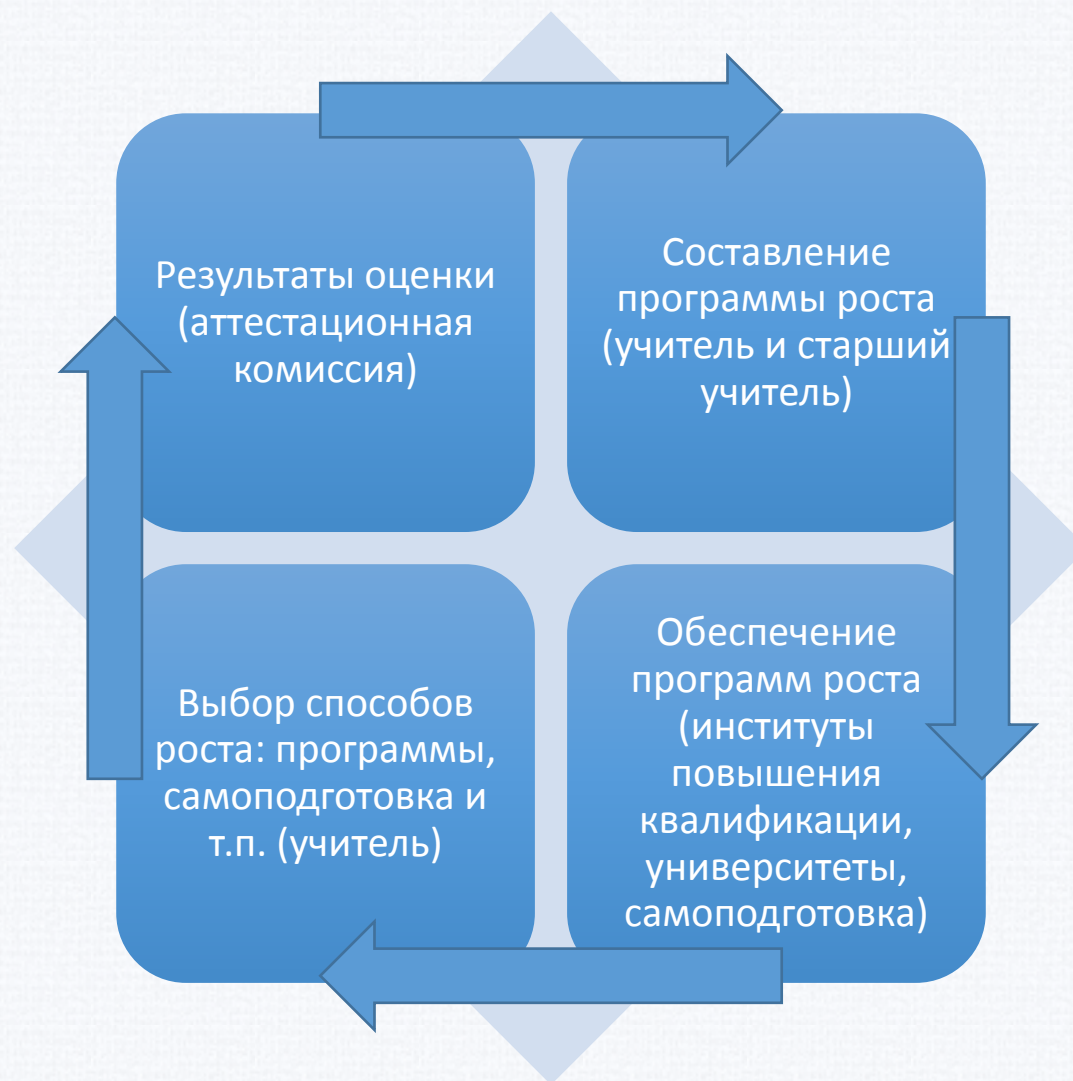 Результаты оценки
(аттестационная
комиссия)
Составление
программы роста
(учитель и старший
учитель)
Выбор способов
роста: программы,
самоподготовка и
т.п. (учитель)
Обеспечение
программ роста
(институты
повышения
квалификации,
университеты,
самоподготовка)